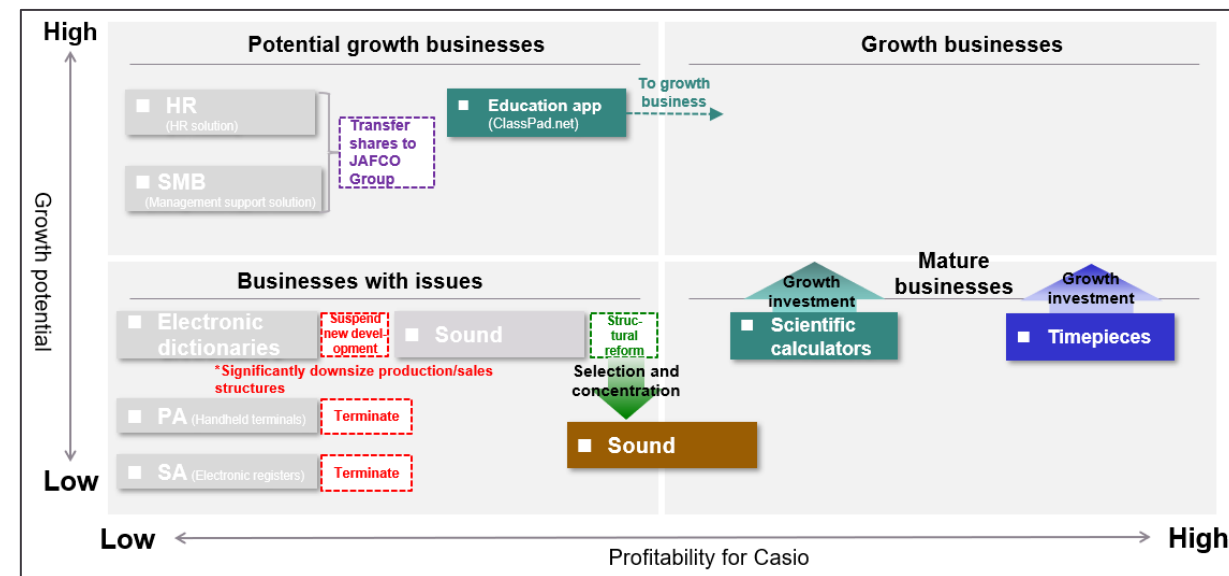 High
Potential growth businesses
Growth businesses
■ HR
(HR solution)
■ SMB
(Management support solution)
Transfer
shares to
JAFCO
Group
■ Education app
(ClassPad.net)
To growth
business
Growth potential
Businesses with issues
Mature
businesses
■ Electronic
dictionaries
Suspend
new devel-
opment
■ Sound
Struc-
tural
reform
*Significantly downsize production/sales
structures
Selection and
concentration
■ PA (Handheld terminals)
Terminate
■ SA (Electronic registers)
Terminate
■ Sound
Growth
investment
■ Scientific
calculators
Growth
investment
■ Timepieces
Low
Low
High
Profitability for Casio